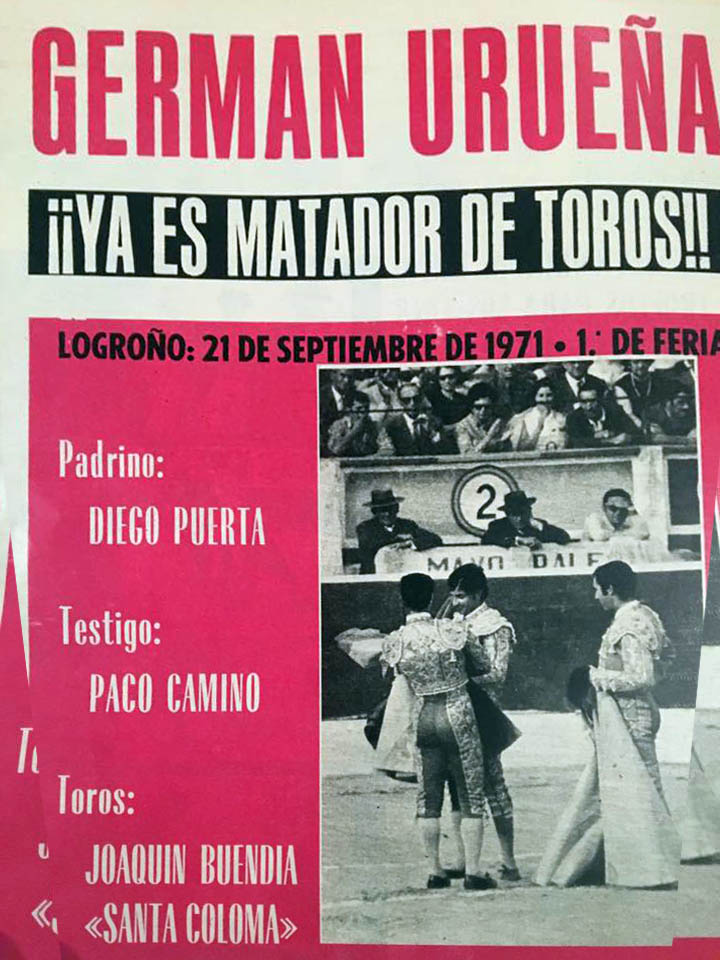 GERMAN URUEÑA
¡¡YA ES MATADOR DE TOROS!!
LOGROÑO: 21 DE SEPTIEMBRE DE 1971 • 1.ª DE FERIA
Padrino:
DIEGO PUERTA
Testigo:
PACO CAMINO
Toros:
JOAQUIN BUENDIA
«SANTA COLOMA»
2
MAYO